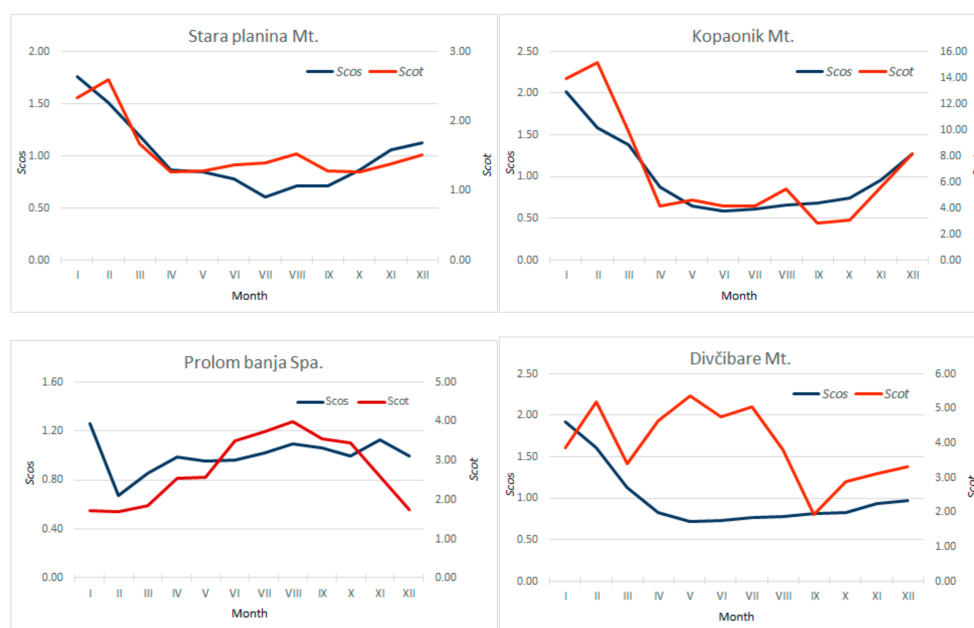 Stara planina Mt.
2.00
1.50
1.00
0.50
0.00
3.00
2.00
1.00
0.00
Scos
Scot
Scos
Scot
I II III IV V VI VII VIII IX X XI XII
Month
Kopaonik Mt.
2.50
2.00
1.50
1.00
0.50
0.00
16.00
14.00
12.00
10.00
8.00
6.00
4.00
2.00
0.00
Scos
Scot
Scos
I II III IV V VI VII VIII IX X XI XII
Month
Prolom banja Spa.
1.60
1.20
0.80
0.40
0.00
5.00
4.00
3.00
2.00
1.00
0.00
Scos
Scot
Scos
Scot
I II III IV V VI VII VIII IX X XI XII
Month
Divčibare Mt.
2.50
2.00
1.50
1.00
0.50
0.00
6.00
5.00
4.00
3.00
2.00
1.00
0.00
Scos
Scot
Scos
Scot
I II III IV V VI VII VIII IX X XI XII
Month